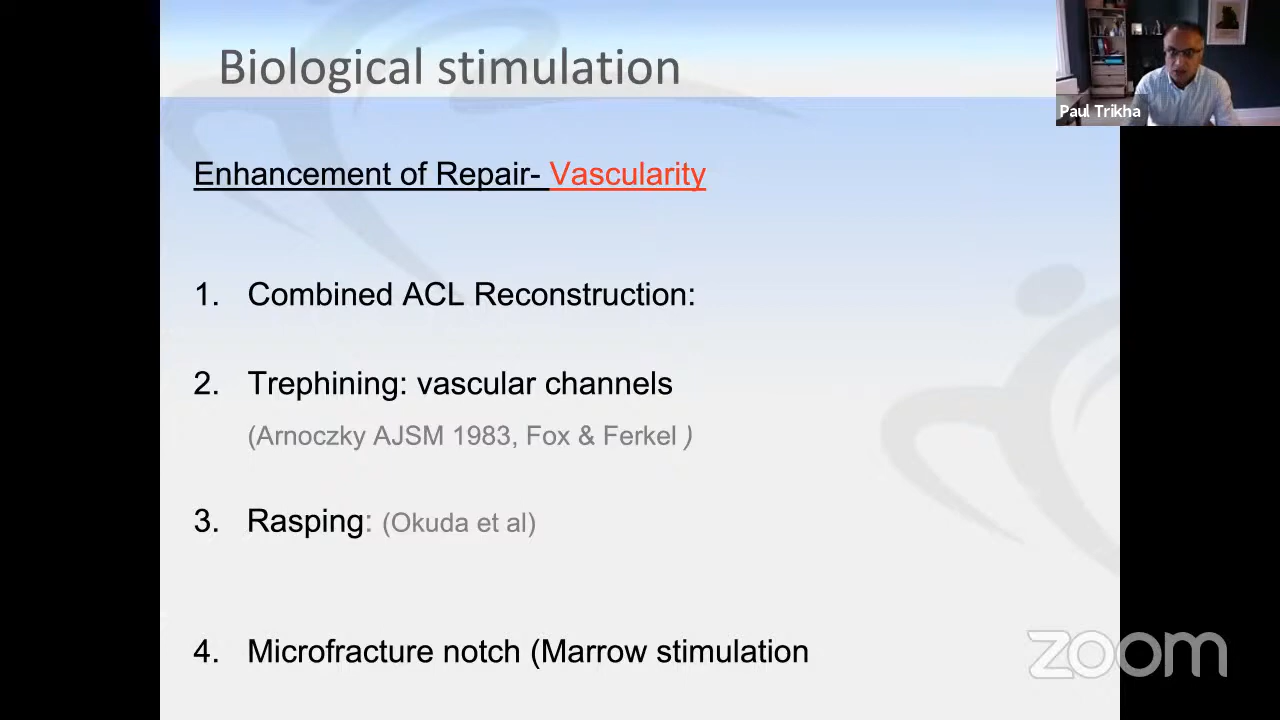 Biological stimulation
Paul Trikha
Enhancement of Repair- Vascularity
1. Combined ACL Reconstruction:
2. Trephining: vascular channels
(Arnoczky AJSM 1983, Fox & Ferkel )
3. Rasping: (Okuda et al)
4. Microfracture notch (Marrow stimulation
zoom